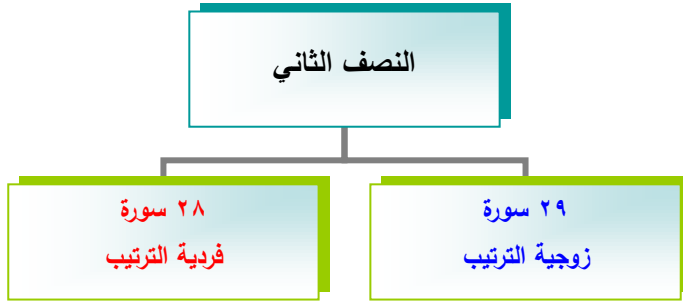 النصف الثاني
٢٩ سورة
زوجية الترتيب
٢٨ سورة
فردية الترتيب